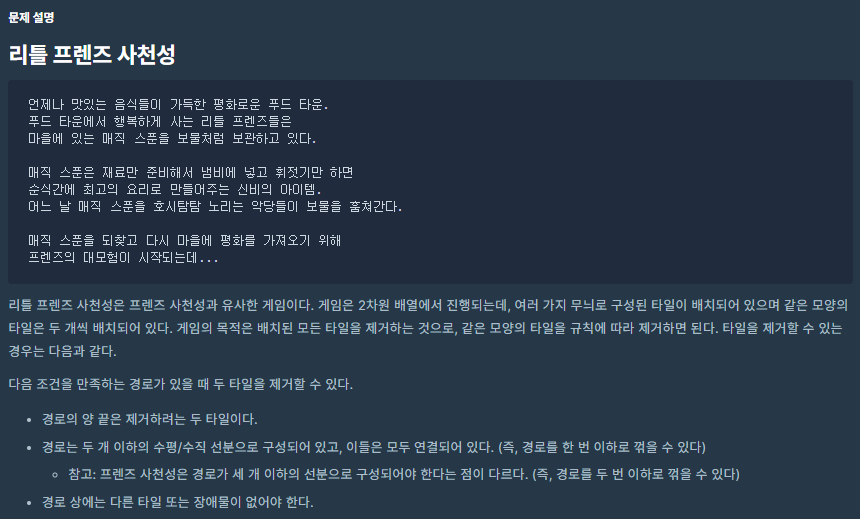 문제 설명
리틀 프렌즈 사천성
언제나 맛있는 음식들이 가득한 평화로운 푸드 타운.
푸드 타운에서 행복하게 사는 리틀 프렌즈들은
마을에 있는 매직 스푼을 보물처럼 보관하고 있다.
매직 스푼은 재료만 준비해서 냄비에 넣고 휘젓기만 하면
순식간에 최고의 요리로 만들어주는 신비의 아이템.
어느 날 매직 스푼을 호시탐탐 노리는 악당들이 보물을 훔쳐간다.
매직 스푼을 되찾고 다시 마을에 평화를 가져오기 위해
프렌즈의 대모험이 시작되는데...
리틀 프렌즈 사천성은 프렌즈 사천성과 유사한 게임이다. 게임은 2차원 배열에서 진행되는데, 여러 가지 무늬로 구성된 타일이 배치되어 있으며 같은 모양의
타일은 두 개씩 배치되어 있다. 게임의 목적은 배치된 모든 타일을 제거하는 것으로, 같은 모양의 타일을 규칙에 따라 제거하면 된다. 타일을 제거할 수 있는
경우는 다음과 같다.
다음 조건을 만족하는 경로가 있을 때 두 타일을 제거할 수 있다.
• 경로의 양 끝은 제거하려는 두 타일이다.
• 경로는 두 개 이하의 수평/수직 선분으로 구성되어 있고, 이들은 모두 연결되어 있다. (즉, 경로를 한 번 이하로 꺾을 수 있다)
◦ 참고: 프렌즈 사천성은 경로가 세 개 이하의 선분으로 구성되어야 한다는 점이 다르다. (즉, 경로를 두 번 이하로 꺾을 수 있다)
• 경로 상에는 다른 타일 또는 장애물이 없어야 한다.